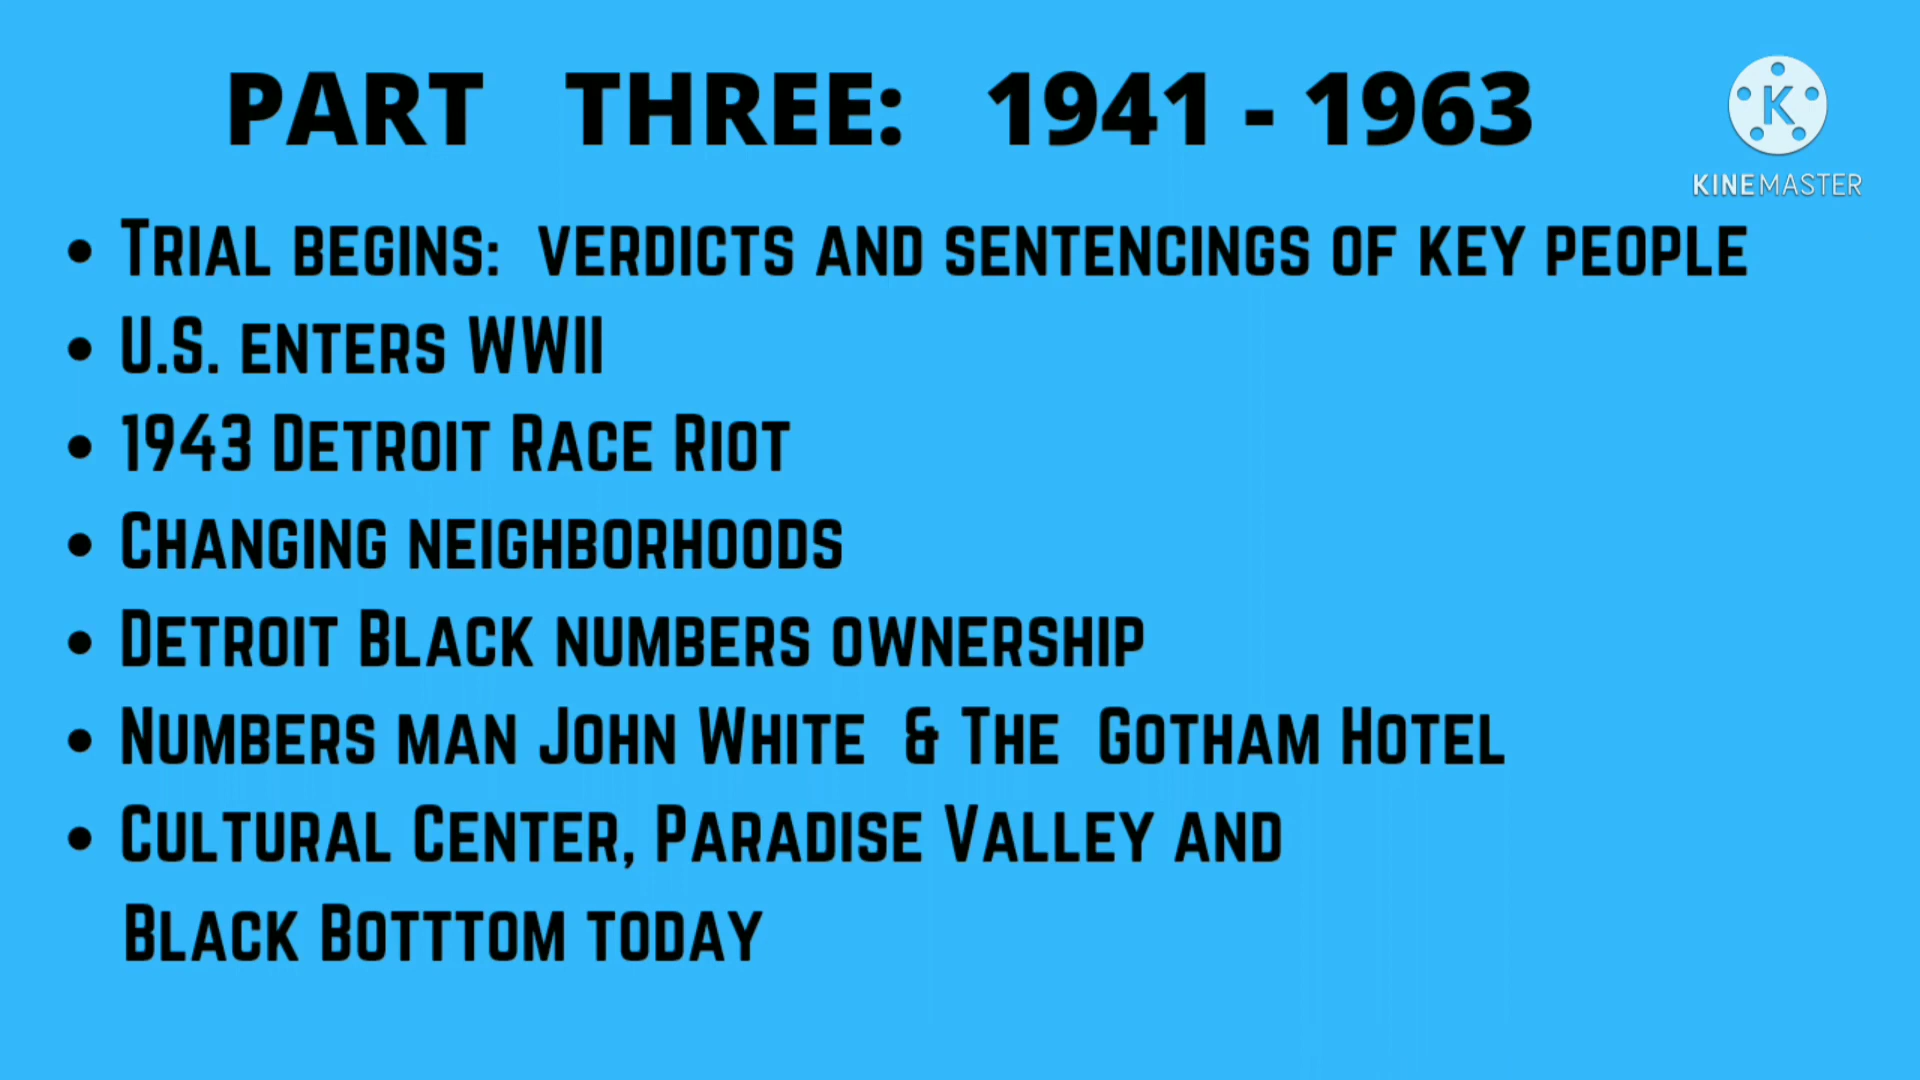 PART THREE: 1941 - 1963
K
KINEMASTER
• Trial begins: verdicts and sentencings of key people
• U.S. enters WWII
• 1943 Detroit Race Riot
• Changing neighborhoods
• Detroit Black numbers ownership
• Numbers man John White & The Gotham Hotel
• Cultural Center, Paradise Valley and
Black Botttom today